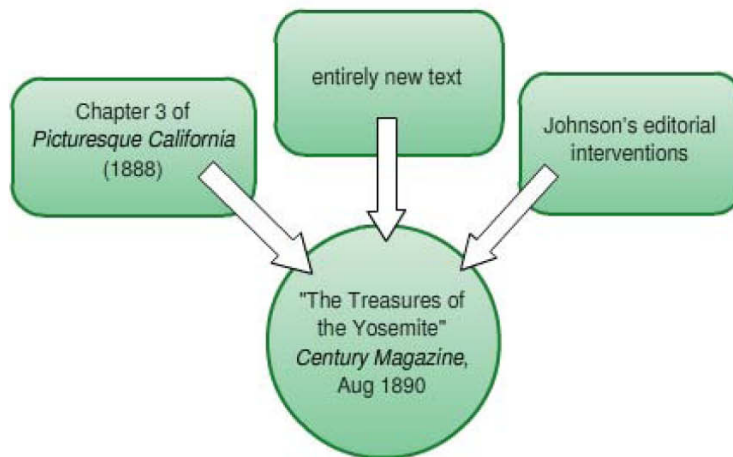 Chapter 3 of
Picturesque California
(1888)
entirely new text
Johnson's editorial
interventions
"The Treasures of
the Yosemite"
Century Magazine,
Aug 1890